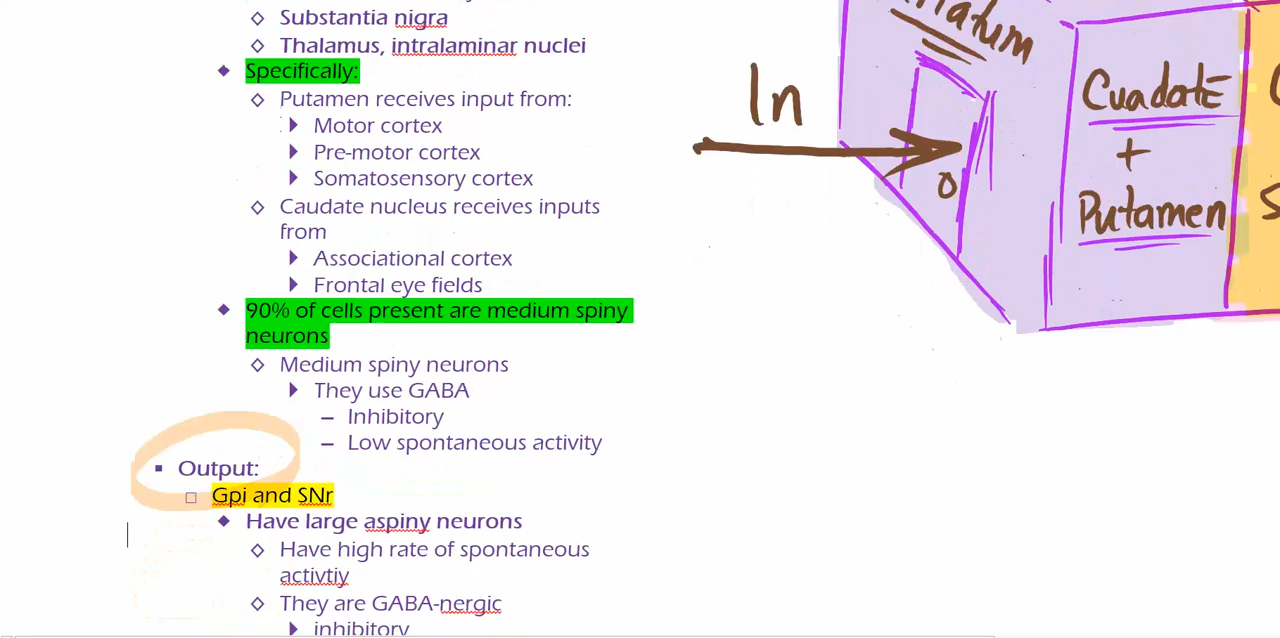 Substantia nigra
Thalamus, intralaminar nuclei
Specifically:
Putamen receives input from:
Motor cortex
Pre-motor cortex
Somatosensory cortex
Caudate nucleus receives inputs
from
Associational cortex
Frontal eye fields
90% of cells present are medium spiny
neurons
Medium spiny neurons
They use GABA
Inhibitory
Low spontaneous activity
Output:
Gpi and SNr
Have large aspiny neurons
Have high rate of spontaneous
activtiy
They are GABA-nergic
inhibitory
In
Cuadate
+
Putamen